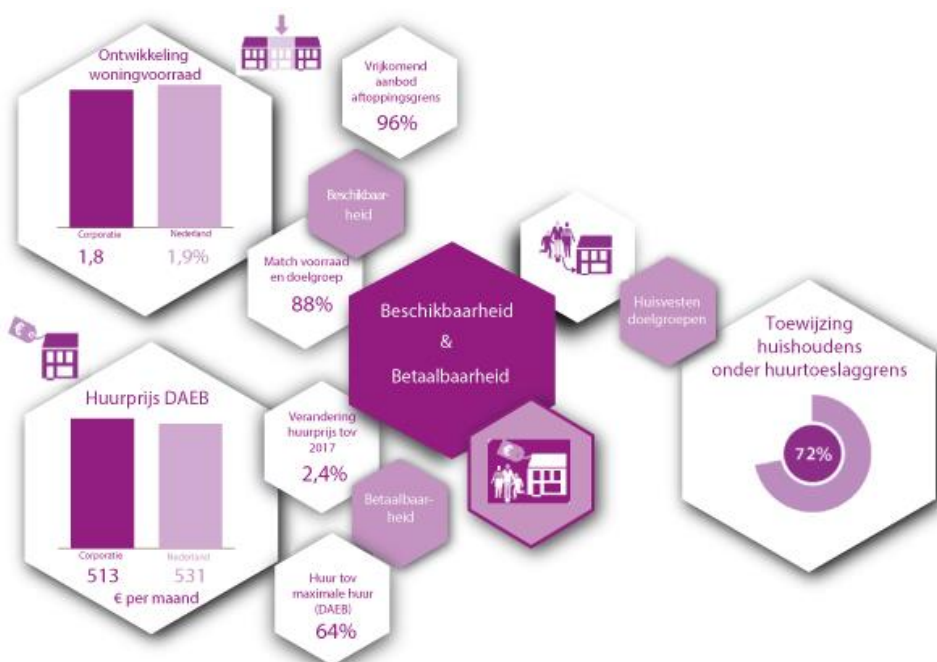 Ontwikkeling
woningvoorraad
Corporatie
Nederland
1,8
1,9%
Vrijkomend
aanbod
aftoppingsgrens
96%
Beschikbaar-
heid
Match voorraad
en doelgroep
88%
Beschikbaarheid
&
Betaalbaarheid
Huisvesten
doelgroepen
Toewijzing
huishoudens
onder huurtoeslaggrens
72%
€
Huurprijs DAEB
Corporatie
Nederland
513
531
€ per maand
Verandering
huurprijs tov
2017
2,4%
Betaalbaar-
heid
€
Huur tov
maximale huur
(DAEB)
64%